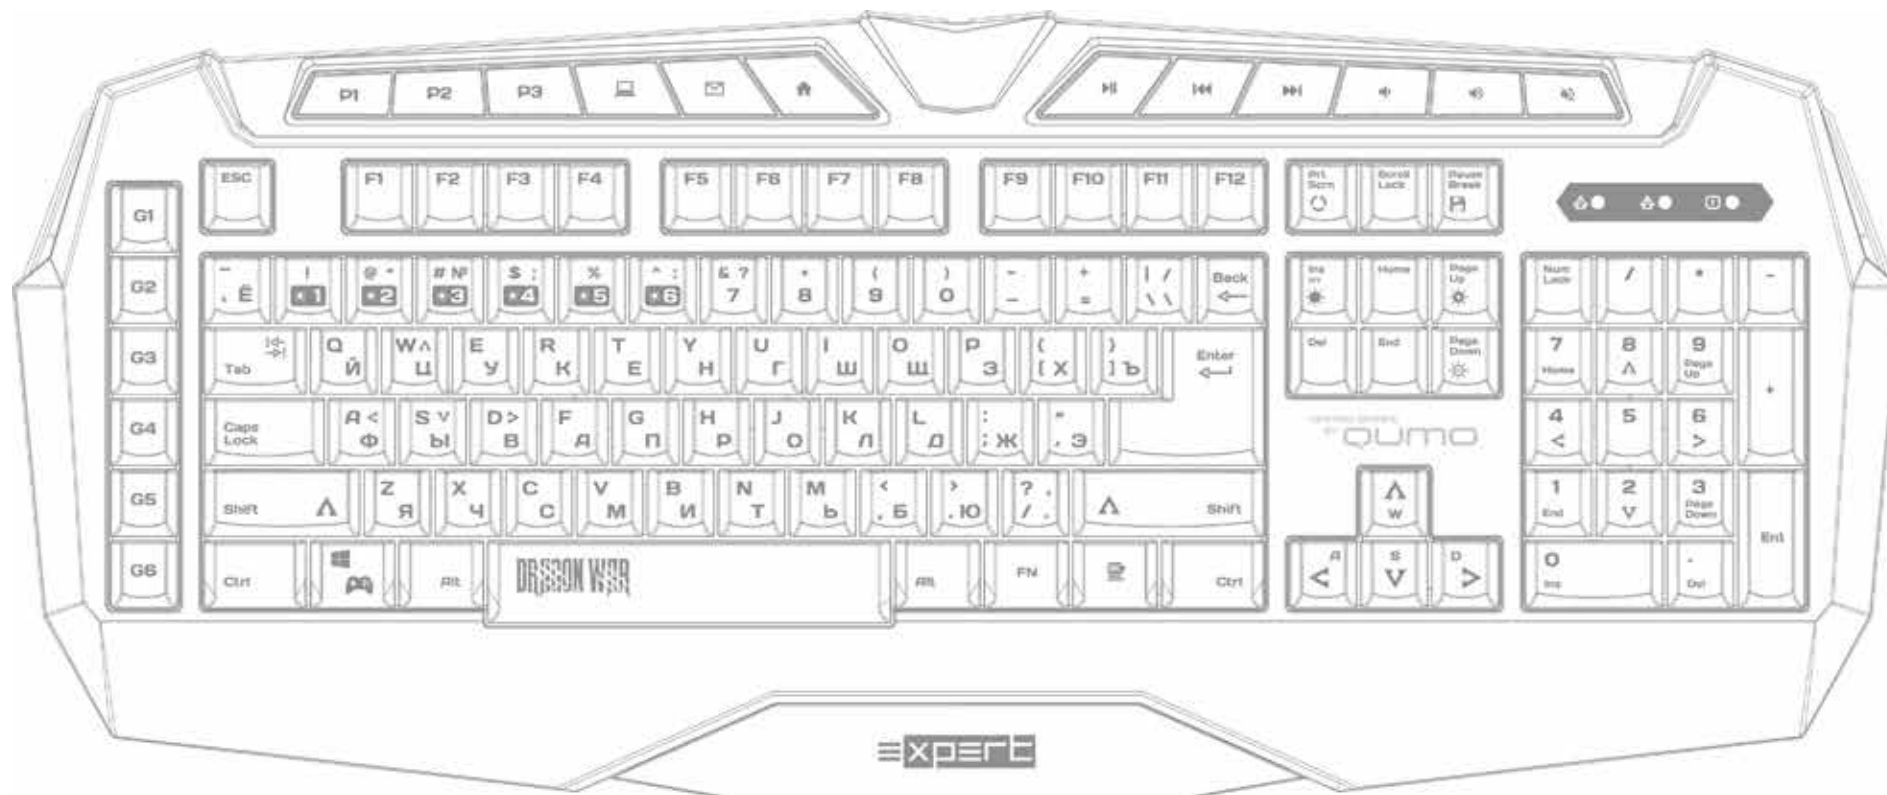 P1 P2 P3
ESC F1 F2 F3 F4 F5 F6 F7 F8 F9 F10 F11 F12 Prt Scrn Scroll Lock Pause Break
G1
G2
G3
G4
G5
G6
Ё ! 1 @ " 2 # № 3 $ ; 4 % 5 ^ : 6 & ? 7 * 8 ( 9 ) 0 - _ + = | / \ \ Back
Tab Q Й W Ц E У R К T Е Y Н U Г I Ш O Щ P З { [ Х } ] Ъ Enter
Caps Lock A < Ф S Ы D > В F А G П H Р J О K Л L Д : ; Ж " , Э
Shift Z Я X Ч C С V М B И N Т M Ь < , Б > . Ю ? , / . Shift
Ctrl Alt DRAGON WAR Alt FN Ctrl
Ins Home Page Up
Del End Page Down
QUMO
W
A S D
Num Lock / * -
7 Home 8 9 Page Up +
4 < 5 6 >
1 End 2 3 Page Down Ent
0 Ins . Del
Expert